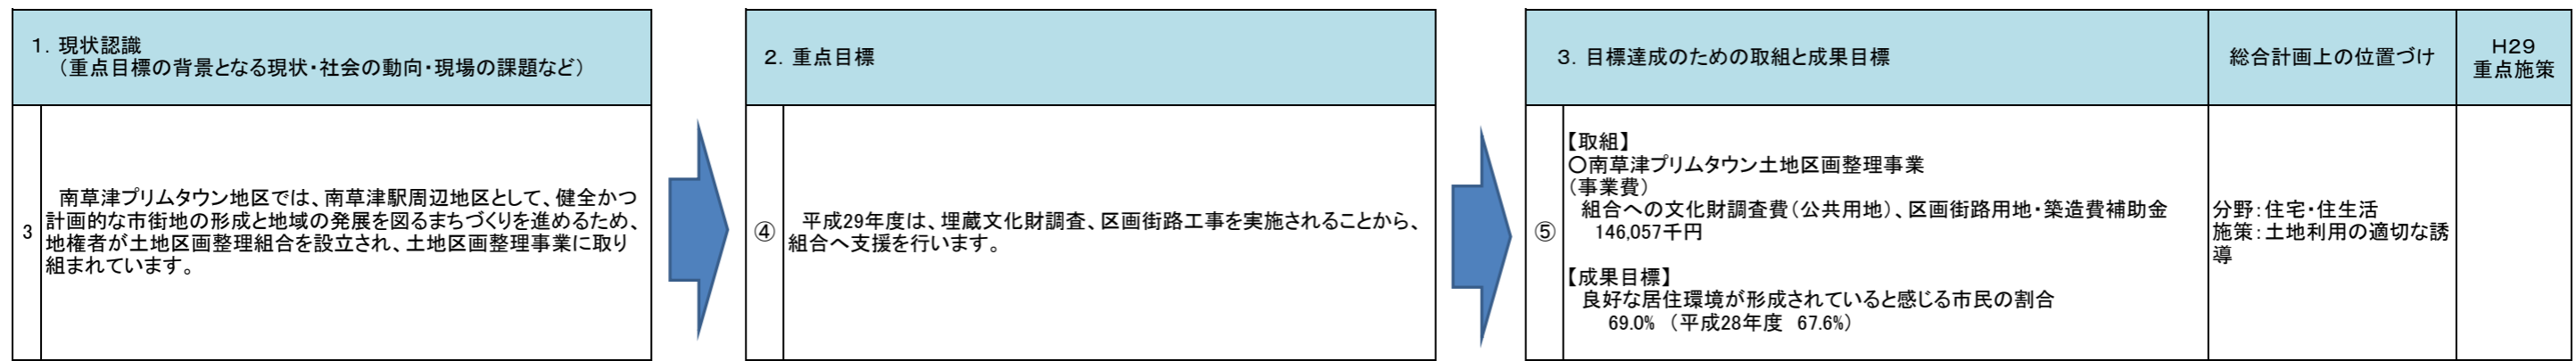 １．現状認識
（重点目標の背景となる現状・社会の動向・現場の課題など）
２．重点目標
３．目標達成のための取組と成果目標
総合計画上の位置づけ
Ｈ２９
重点施策
3
南草津プリムタウン地区では、南草津駅周辺地区として、健全かつ
計画的な市街地の形成と地域の発展を図るまちづくりを進めるため、
地権者が土地区画整理組合を設立され、土地区画整理事業に取り
組まれています。
④
平成29年度は、埋蔵文化財調査、区画街路工事を実施されることから、
組合へ支援を行います。
⑤
【取組】
〇南草津プリムタウン土地区画整理事業
（事業費）
組合への文化財調査費（公共用地）、区画街路用地・築造費補助金
146,057千円
【成果目標】
良好な居住環境が形成されていると感じる市民の割合
69.0% （平成28年度　67.6%）
分野：住宅・住生活
施策：土地利用の適切な誘
導